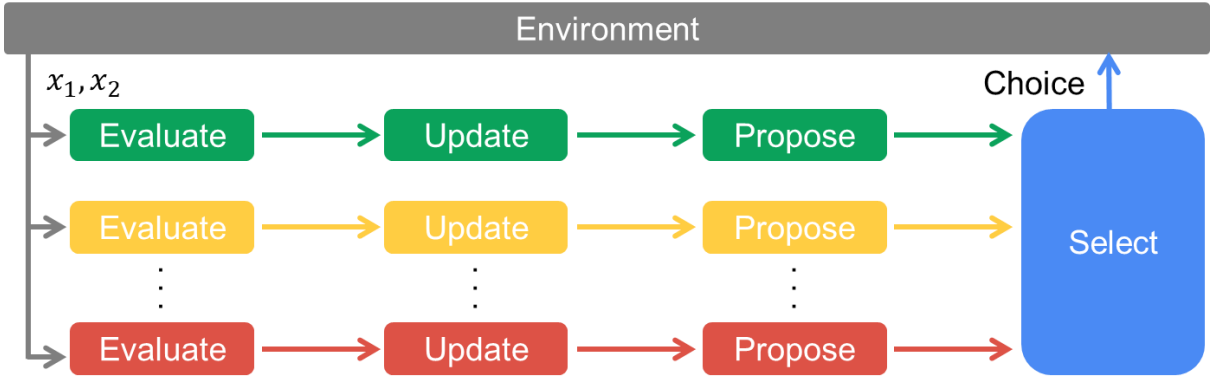 Environment
x₁, x₂
Choice
Evaluate Update Propose
Evaluate Update Propose
Select
Evaluate Update Propose